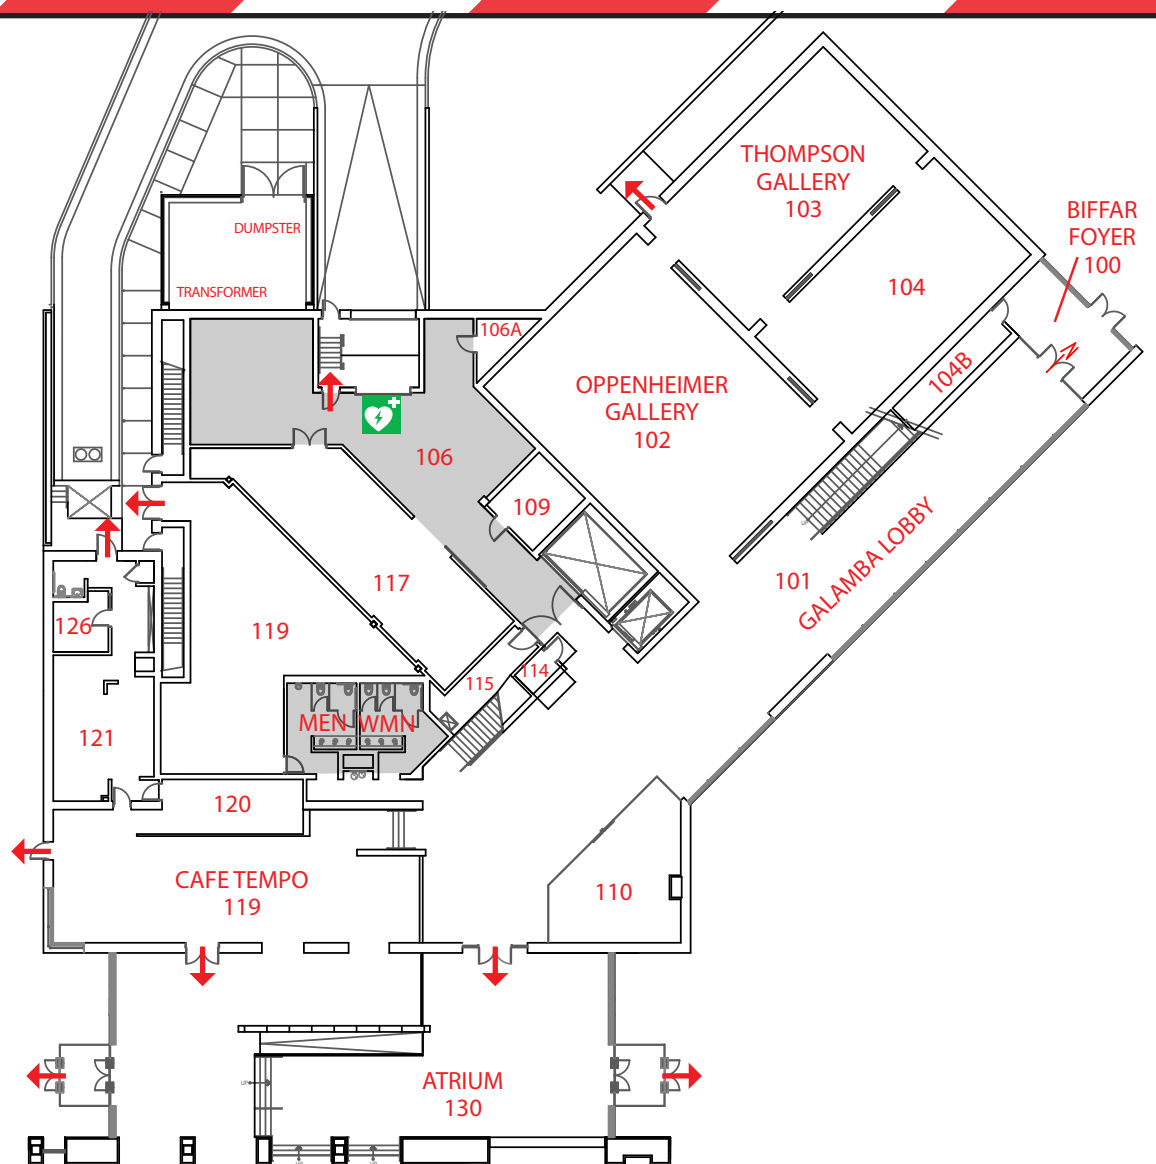 THOMPSON
GALLERY
103
BIFFAR
FOYER
100
DUMPSTER
TRANSFORMER
104
106A
N
104B
OPPENHEIMER
GALLERY
102
106
109
GALAMBA LOBBY
101
117
126
119
114
115
MEN
WMN
121
120
CAFE TEMPO
119
110
ATRIUM
130
UP